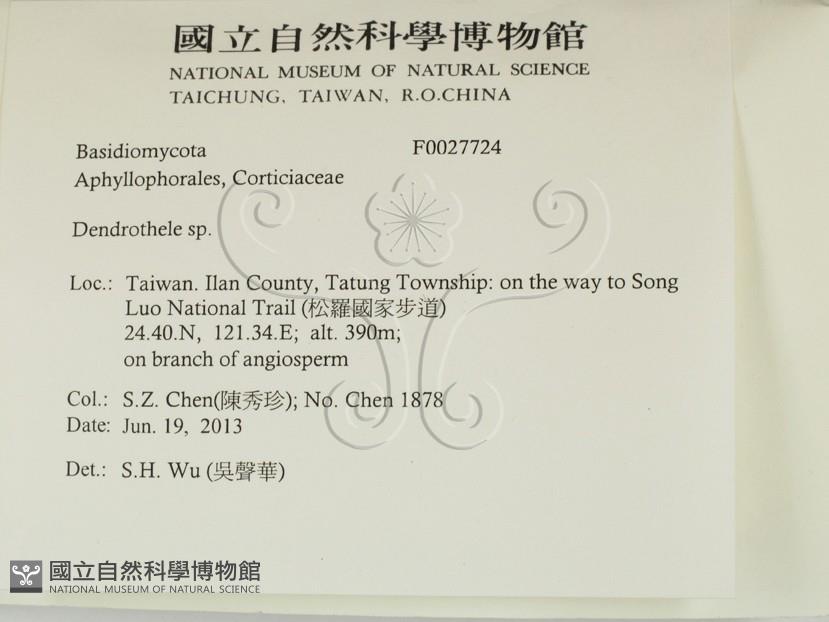 國立自然科學博物館
NATIONAL MUSEUM OF NATURAL SCIENCE
TAICHUNG, TAIWAN, R.O.CHINA
Basidiomycota F0027724
Aphyllophorales, Corticiaceae
Dendrothele sp.
Loc.: Taiwan. Ilan County, Tatung Township: on the way to Song
Luo National Trail (松羅國家步道)
24.40.N, 121.34.E; alt. 390m;
on branch of angiosperm
Col.: S.Z. Chen(陳秀珍); No. Chen 1878
Date: Jun. 19, 2013
Det.: S.H. Wu (吳聲華)
國立自然科學博物館
NATIONAL MUSEUM OF NATURAL SCIENCE